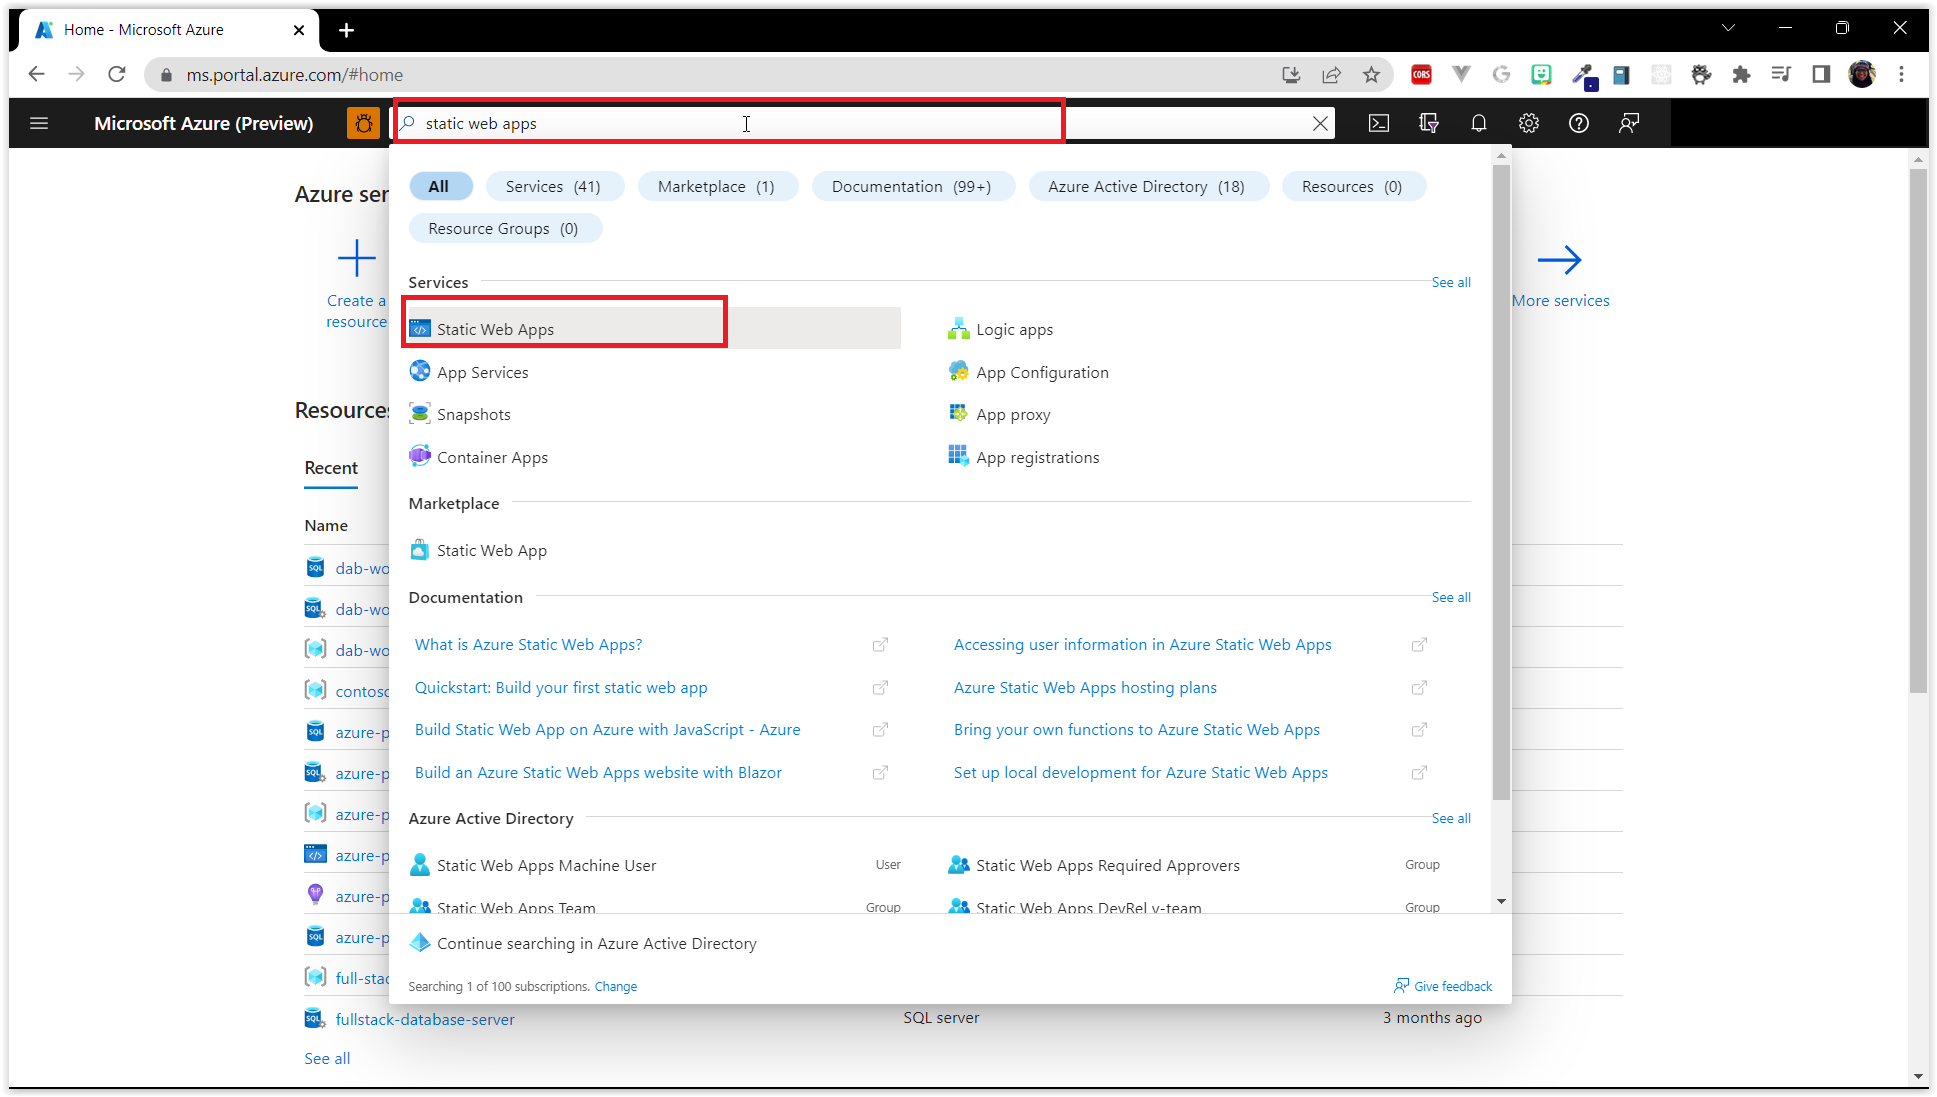 Home - Microsoft Azure
ms.portal.azure.com/#home
CORS
Microsoft Azure (Preview)
static web apps
Azure ser
All
Services (41)
Marketplace (1)
Documentation (99+)
Azure Active Directory (18)
Resources (0)
Resource Groups (0)
Create a
resource
More services
Services
See all
Static Web Apps
Logic apps
App Services
App Configuration
Snapshots
App proxy
Container Apps
App registrations
Resources
Recent
Name
Marketplace
Static Web App
Documentation
See all
What is Azure Static Web Apps?
Accessing user information in Azure Static Web Apps
Quickstart: Build your first static web app
Azure Static Web Apps hosting plans
Build Static Web App on Azure with JavaScript - Azure
Bring your own functions to Azure Static Web Apps
Build an Azure Static Web Apps website with Blazor
Set up local development for Azure Static Web Apps
Azure Active Directory
See all
Static Web Apps Machine User
User
Static Web Apps Required Approvers
Group
Static Web Apps Team
Group
Static Web Apps DevRel v-team
Group
Continue searching in Azure Active Directory
Searching 1 of 100 subscriptions. Change
Give feedback
SQL dab-wo
SQL dab-wo
dab-wo
contoso
SQL azure-p
SQL azure-p
azure-p
azure-p
azure-p
SQL azure-p
full-stac
SQL fullstack-database-server
SQL server
3 months ago
See all